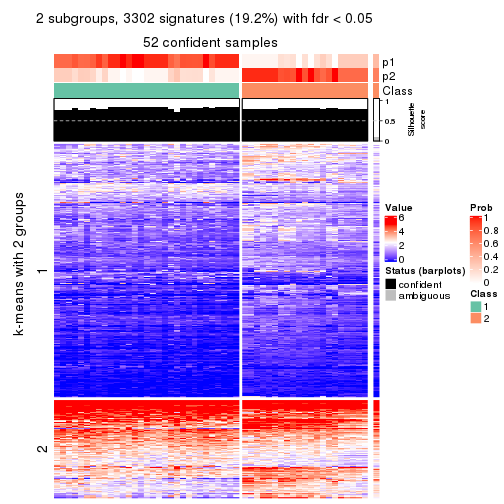 2 subgroups, 3302 signatures (19.2%) with fdr < 0.05
52 confident samples
p1
p2
Class
1
0.5
0
Silhouette
score
k-means with 2 groups
1
2
Value
6
4
2
0
Status (barplots)
confident
ambiguous
Prob
1
0.8
0.6
0.4
0.2
0
Class
1
2